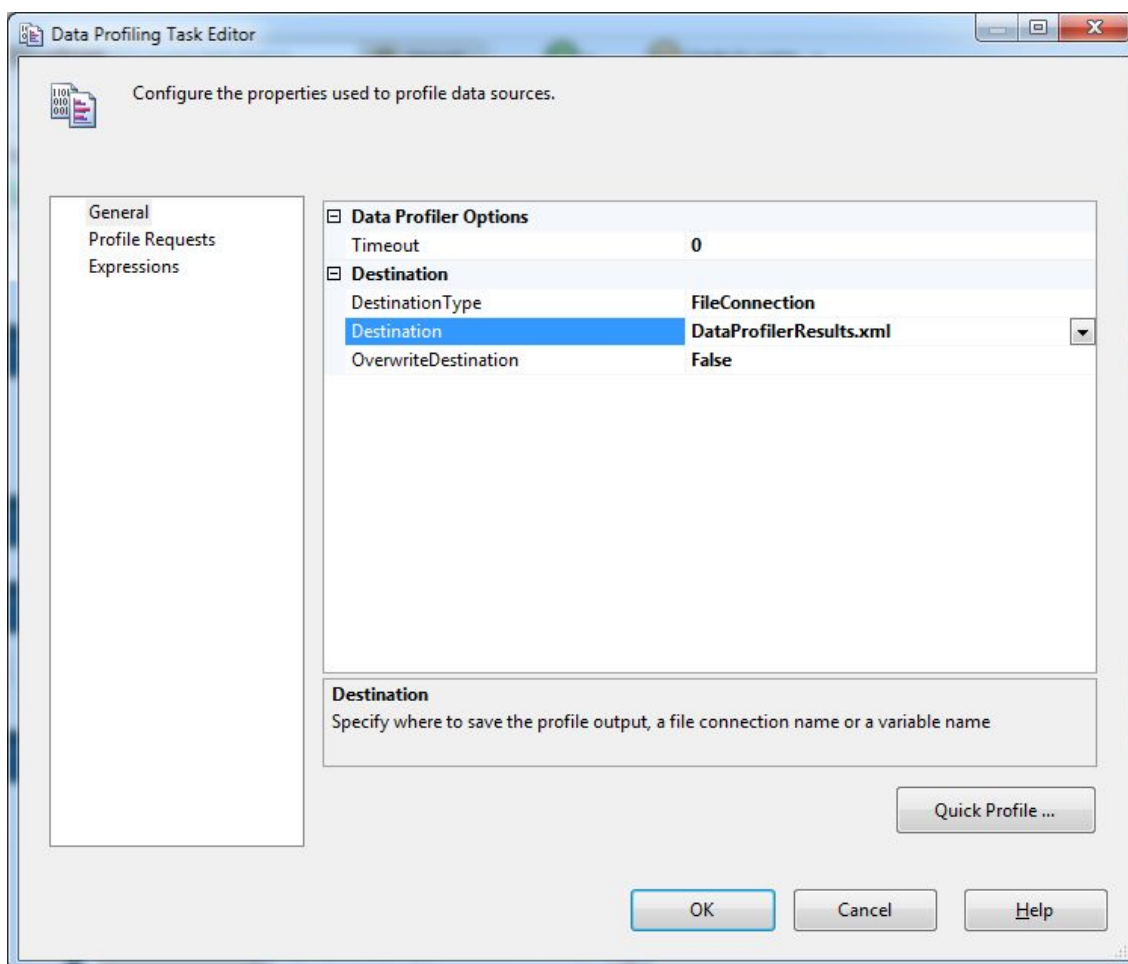 Data Profiling Task Editor
Configure the properties used to profile data sources.
General
Profile Requests
Expressions
Data Profiler Options
Timeout 0
Destination
DestinationType FileConnection
Destination DataProfilerResults.xml
OverwriteDestination False
Destination
Specify where to save the profile output, a file connection name or a variable name
Quick Profile ...
OK Cancel Help